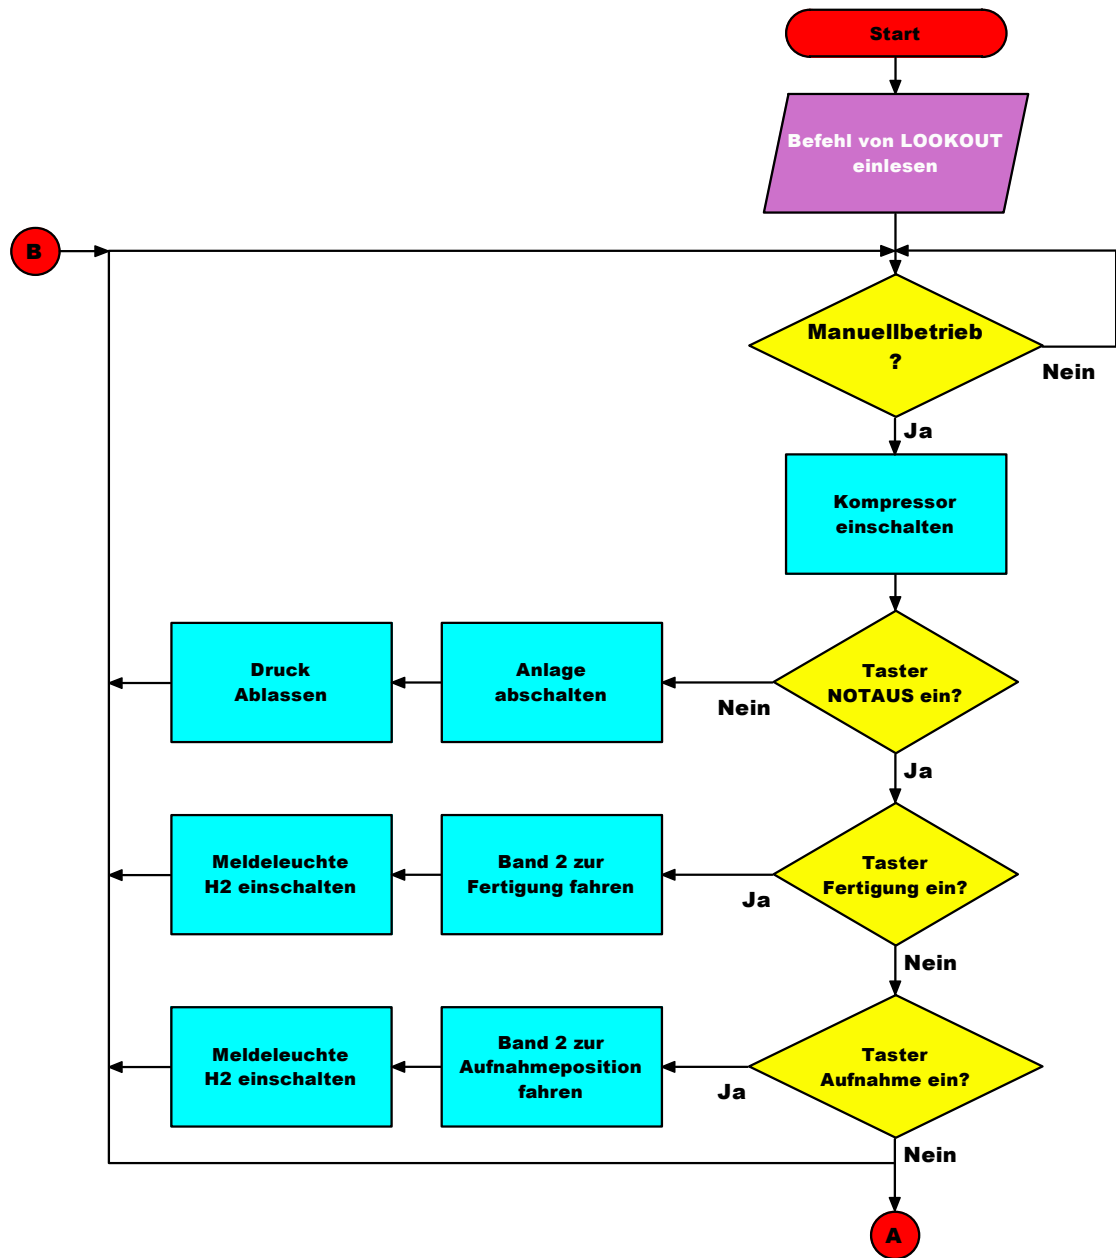 Start
Befehl von LOOKOUT
einlesen
B
Manuellbetrieb
?
Nein
Ja
Kompressor
einschalten
Druck
Ablassen
Anlage
abschalten
Nein
Taster
NOTAUS ein?
Ja
Meldeleuchte
H2 einschalten
Band 2 zur
Fertigung fahren
Ja
Taster
Fertigung ein?
Nein
Meldeleuchte
H2 einschalten
Band 2 zur
Aufnahmeposition
fahren
Ja
Taster
Aufnahme ein?
Nein
A